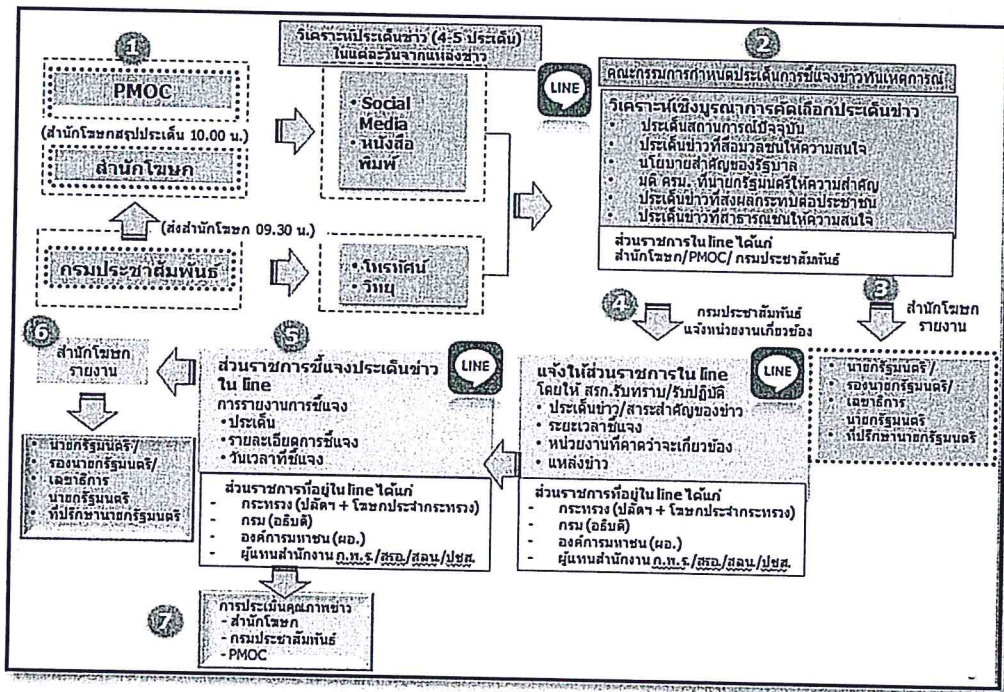 1
PMOC
(สำนักโฆษกสรุปประเด็น 10.00 น.)
สำนักโฆษก
(ส่งสำนักโฆษก 09.30 น.)
กรมประชาสัมพันธ์
วิเคราะห์ประเด็นข่าว (4-5 ประเด็น)
ในแต่ละวันจากแหล่งข่าว
• Social
Media
• หนังสือ
พิมพ์
• โทรทัศน์
• วิทยุ
LINE
2
คณะกรรมการกำหนดประเด็นการชี้แจงข่าวทันเหตุการณ์
วิเคราะห์เชิงบูรณาการคัดเลือกประเด็นข่าว
• ประเด็นสถานการณ์ปัจจุบัน
• ประเด็นข่าวที่สื่อมวลชนให้ความสนใจ
• นโยบายสำคัญของรัฐบาล
• มติ ครม. ที่นายกรัฐมนตรีให้ความสำคัญ
• ประเด็นข่าวที่ส่งผลกระทบต่อประชาชน
• ประเด็นข่าวที่สาธารณชนให้ความสนใจ
ส่วนราชการใน line ได้แก่
สำนักโฆษก/PMOC/ กรมประชาสัมพันธ์
3
สำนักโฆษก
รายงาน
• นายกรัฐมนตรี/
• รองนายกรัฐมนตรี/
• เลขาธิการ
นายกรัฐมนตรี
• ที่ปรึกษานายกรัฐมนตรี
4
กรมประชาสัมพันธ์
แจ้งหน่วยงานเกี่ยวข้อง
LINE
แจ้งให้ส่วนราชการใน line
โดยให้ สรก.รับทราบ/รับปฏิบัติ
• ประเด็นข่าว/สาระสำคัญของข่าว
• ระยะเวลาชี้แจง
• หน่วยงานที่คาดว่าจะเกี่ยวข้อง
• แหล่งข่าว
ส่วนราชการที่อยู่ใน line ได้แก่
- กระทรวง (ปลัดฯ + โฆษกประจำกระทรวง)
- กรม (อธิบดี)
- องค์การมหาชน (ผอ.)
- ผู้แทนสำนักงาน ก.พ.ร./สรอ/สลน/ปชส.
5
LINE
ส่วนราชการชี้แจงประเด็นข่าว
ใน line
การรายงานการชี้แจง
•ประเด็น
•รายละเอียดการชี้แจง
•วันเวลาที่ชี้แจง
ส่วนราชการที่อยู่ใน line ได้แก่
- กระทรวง (ปลัดฯ + โฆษกประจำกระทรวง)
- กรม (อธิบดี)
- องค์การมหาชน (ผอ.)
- ผู้แทนสำนักงาน ก.พ.ร./สรอ/สลน/ปชส.
6
สำนักโฆษก
รายงาน
• นายกรัฐมนตรี/
• รองนายกรัฐมนตรี/
• เลขาธิการ
นายกรัฐมนตรี
• ที่ปรึกษานายกรัฐมนตรี
7
การประเมินคุณภาพข่าว
- สำนักโฆษก
- กรมประชาสัมพันธ์
- PMOC